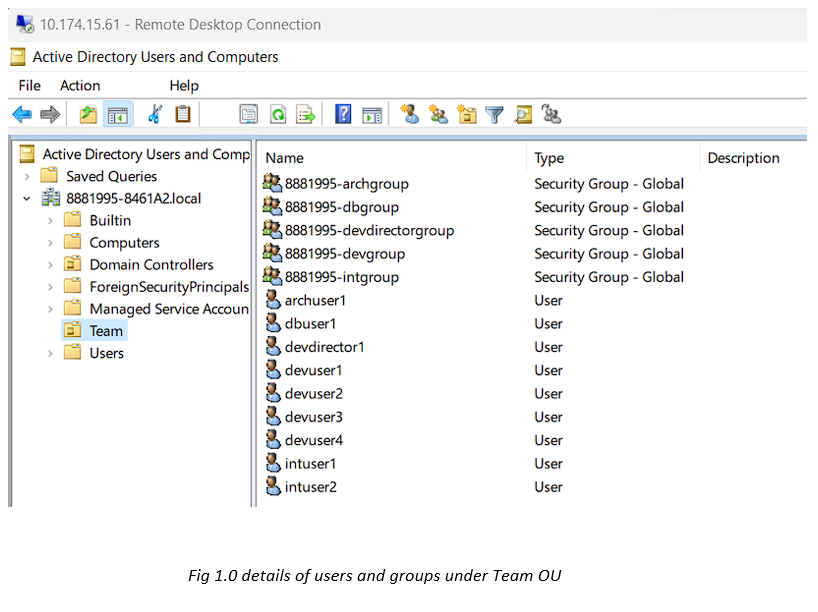 10.174.15.61 - Remote Desktop Connection
Active Directory Users and Computers
File Action Help
Active Directory Users and Comp
Saved Queries
8881995-8461A2.local
Builtin
Computers
Domain Controllers
ForeignSecurityPrincipals
Managed Service Accoun
Team
Users
Name Type Description
8881995-archgroup Security Group - Global
8881995-dbgroup Security Group - Global
8881995-devdirectorgroup Security Group - Global
8881995-devgroup Security Group - Global
8881995-intgroup Security Group - Global
archuser1 User
dbuser1 User
devdirector1 User
devuser1 User
devuser2 User
devuser3 User
devuser4 User
intuser1 User
intuser2 User
Fig 1.0 details of users and groups under Team OU